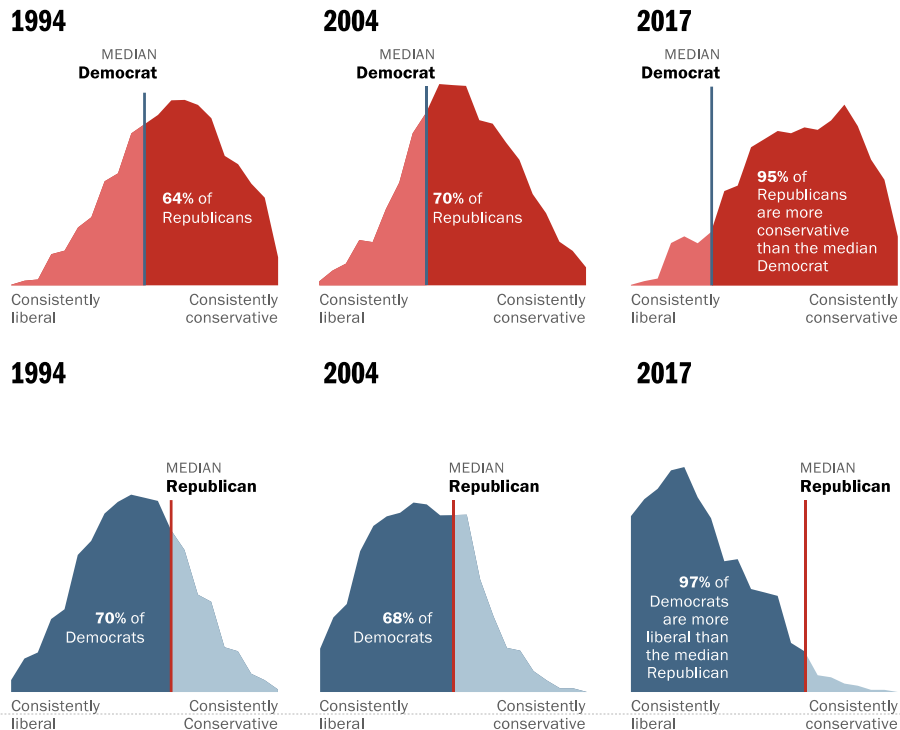 1994
MEDIAN
Democrat
64% of
Republicans
Consistently
liberal
Consistently
conservative
2004
MEDIAN
Democrat
70% of
Republicans
Consistently
liberal
Consistently
conservative
2017
MEDIAN
Democrat
95% of
Republicans
are more
conservative
than the median
Democrat
Consistently
liberal
Consistently
conservative
1994
MEDIAN
Republican
70% of
Democrats
Consistently
liberal
Consistently
Conservative
2004
MEDIAN
Republican
68% of
Democrats
Consistently
liberal
Consistently
conservative
2017
MEDIAN
Republican
97% of
Democrats
are more
liberal than
the median
Republican
Consistently
liberal
Consistently
conservative